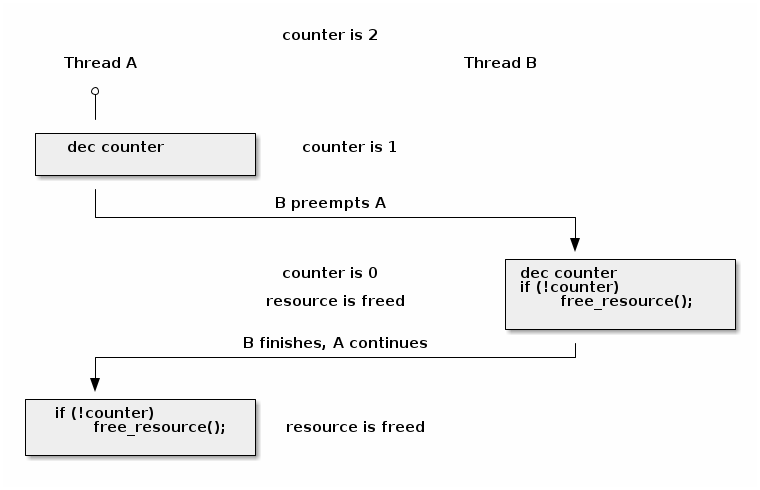 counter is 2
Thread A
Thread B
dec counter
counter is 1
B preempts A
counter is 0
resource is freed
dec counter
if (!counter)
free_resource();
B finishes, A continues
if (!counter)
free_resource();
resource is freed